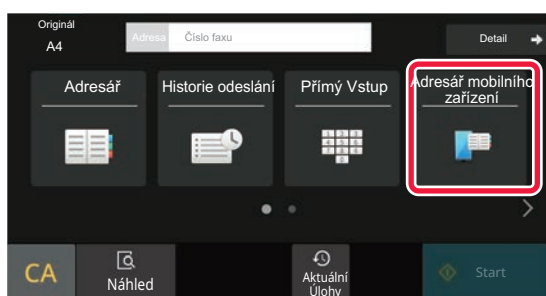 Originál
A4
Adresa
Číslo faxu
Detail
Adresář
Historie odeslání
Přímý Vstup
Adresář mobilního
zařízení
CA
Náhled
Aktuální
Úlohy
Start